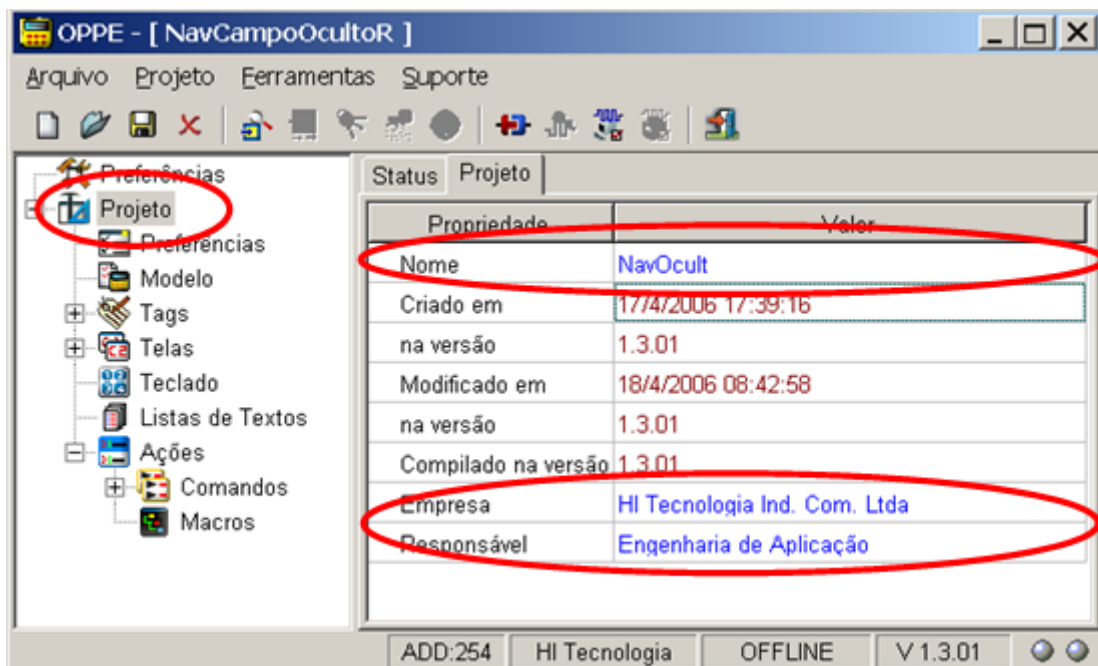 OPPE - [ NavCampoOcultoR ]
Arquivo Projeto Ferramentas Suporte
Preferências
Projeto
Preferências
Modelo
Tags
Telas
Teclado
Listas de Textos
Ações
Comandos
Macros
Status Projeto
Propriedade Valor
Nome NavOcult
Criado em 17/4/2006 17:39:16
na versão 1.3.01
Modificado em 18/4/2006 08:42:58
na versão 1.3.01
Compilado na versão 1.3.01
Empresa HI Tecnologia Ind. Com. Ltda
Responsável Engenharia de Aplicação
ADD:254 HI Tecnologia OFFLINE V 1.3.01